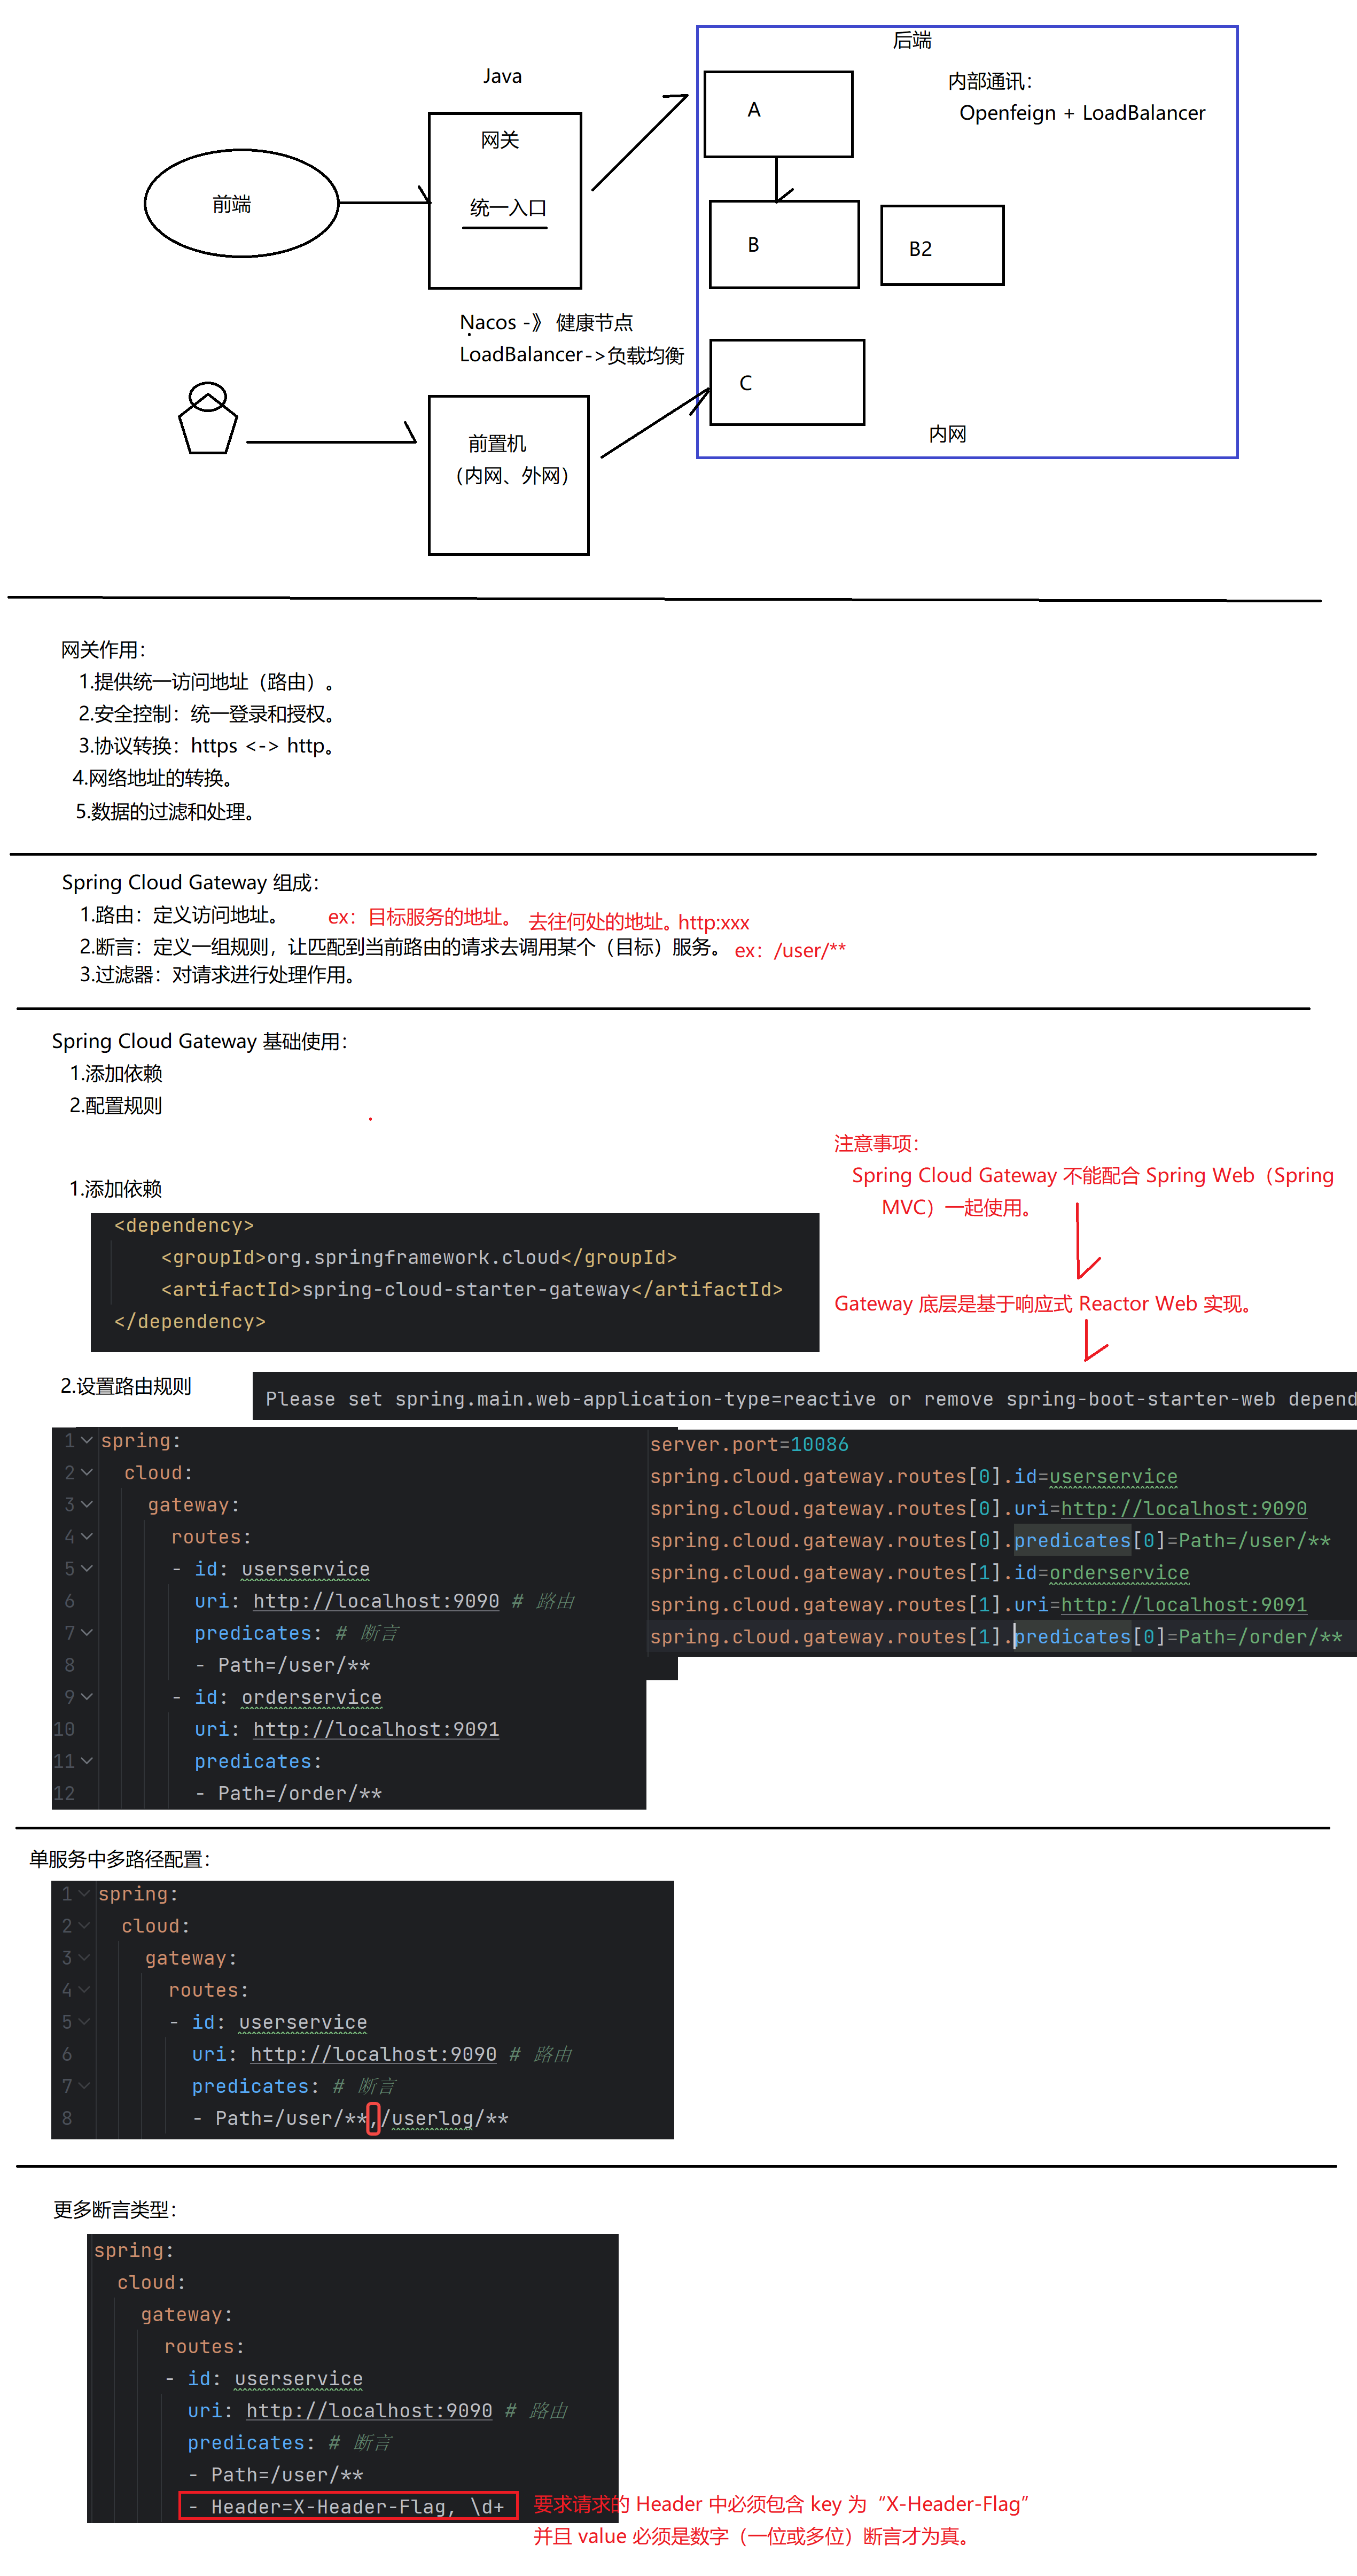 后端
Java
内部通讯：
Openfeign + LoadBalancer
A
网关
前端
统一入口
B
B2
Nacos -》 健康节点
LoadBalancer->负载均衡
C
前置机
（内网、外网）
内网
网关作用：
1.提供统一访问地址（路由）。
2.安全控制：统一登录和授权。
3.协议转换：https <-> http。
4.网络地址的转换。
5.数据的过滤和处理。
Spring Cloud Gateway 组成：
1.路由：定义访问地址。 ex：目标服务的地址。 去往何处的地址。http:xxx
2.断言：定义一组规则，让匹配到当前路由的请求去调用某个（目标）服务。 ex：/user/**
3.过滤器：对请求进行处理作用。
Spring Cloud Gateway 基础使用：
1.添加依赖
2.配置规则
注意事项：
Spring Cloud Gateway 不能配合 Spring Web（Spring
MVC）一起使用。
Gateway 底层是基于响应式 Reactor Web 实现。
1.添加依赖
<dependency>
<groupId>org.springframework.cloud</groupId>
<artifactId>spring-cloud-starter-gateway</artifactId>
</dependency>
2.设置路由规则
Please set spring.main.web-application-type=reactive or remove spring-boot-starter-web depend
1 spring:
2 cloud:
3 gateway:
4 routes:
5 - id: userservice
6 uri: http://localhost:9090 # 路由
7 predicates: # 断言
8 - Path=/user/**
9 - id: orderservice
10 uri: http://localhost:9091
11 predicates:
12 - Path=/order/**
server.port=10086
spring.cloud.gateway.routes[0].id=userservice
spring.cloud.gateway.routes[0].uri=http://localhost:9090
spring.cloud.gateway.routes[0].predicates[0]=Path=/user/**
spring.cloud.gateway.routes[1].id=orderservice
spring.cloud.gateway.routes[1].uri=http://localhost:9091
spring.cloud.gateway.routes[1].predicates[0]=Path=/order/**
单服务中多路径配置：
1 spring:
2 cloud:
3 gateway:
4 routes:
5 - id: userservice
6 uri: http://localhost:9090 # 路由
7 predicates: # 断言
8 - Path=/user/**,/userlog/**
更多断言类型：
spring:
cloud:
gateway:
routes:
- id: userservice
uri: http://localhost:9090 # 路由
predicates: # 断言
- Path=/user/**
- Header=X-Header-Flag, \d+
要求请求的 Header 中必须包含 key 为“X-Header-Flag”
并且 value 必须是数字（一位或多位）断言才为真。